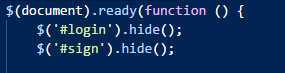 $(document).ready(function () {
    $('#login').hide();
    $('#sign').hide();